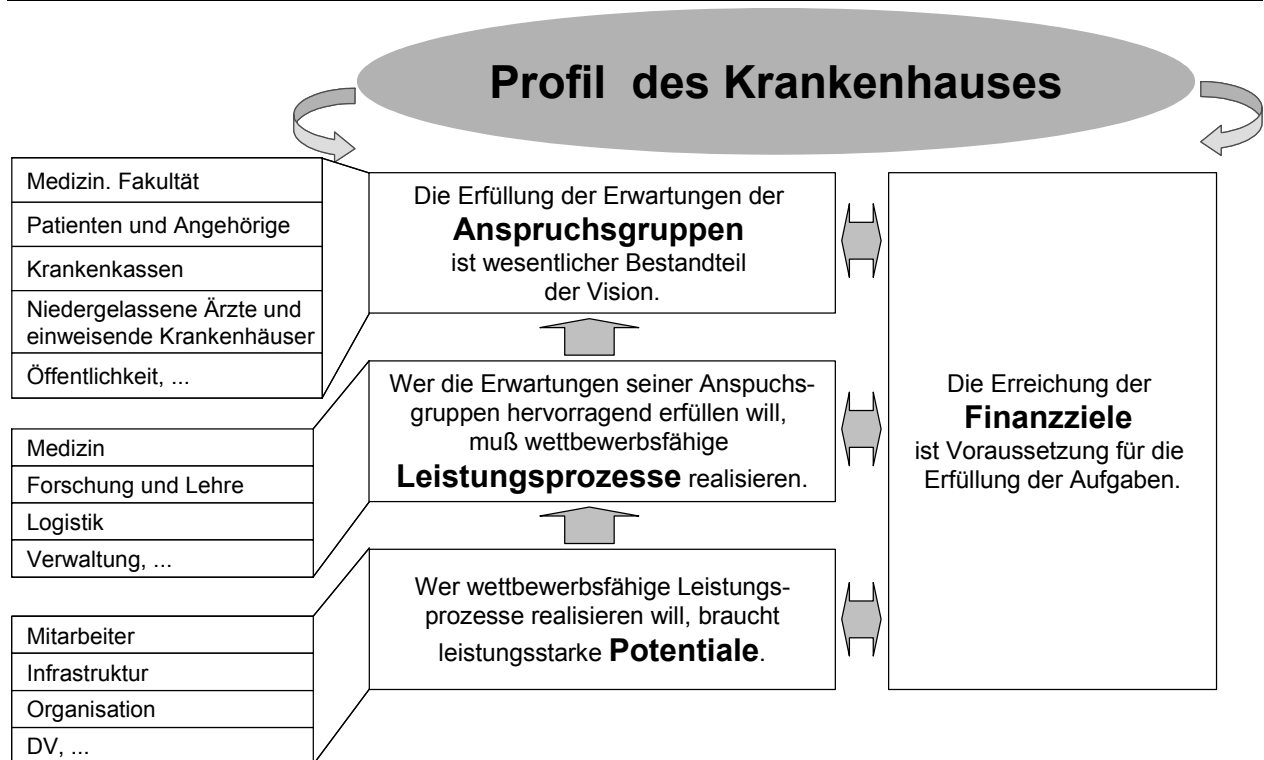 Profil des Krankenhauses
Medizin. Fakultät
Patienten und Angehörige
Krankenkassen
Niedergelassene Ärzte und
einweisende Krankenhäuser
Öffentlichkeit, ...
Die Erfüllung der Erwartungen der
Anspruchsgruppen
ist wesentlicher Bestandteil
der Vision.
Medizin
Forschung und Lehre
Logistik
Verwaltung, ...
Wer die Erwartungen seiner Anspuchs-
gruppen hervorragend erfüllen will,
muß wettbewerbsfähige
Leistungsprozesse realisieren.
Mitarbeiter
Infrastruktur
Organisation
DV, ...
Wer wettbewerbsfähige Leistungs-
prozesse realisieren will, braucht
leistungsstarke Potentiale.
Die Erreichung der
Finanzziele
ist Voraussetzung für die
Erfüllung der Aufgaben.